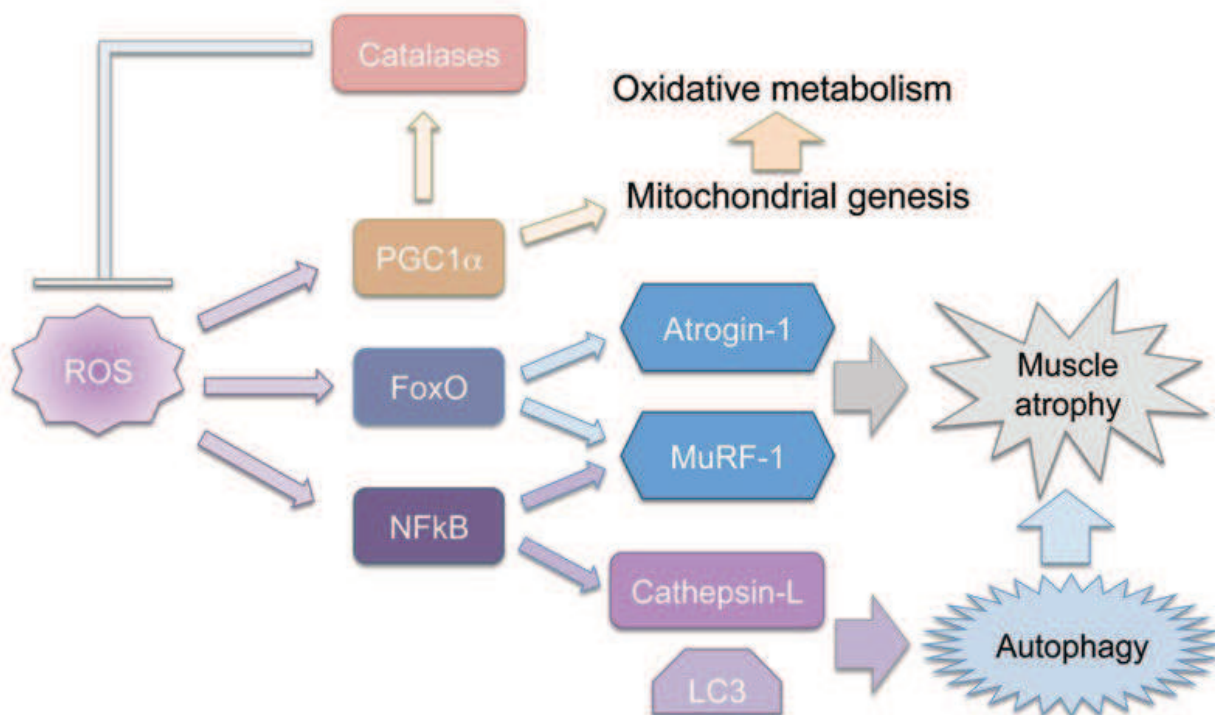 Catalases
Oxidative metabolism
Mitochondrial genesis
PGC1α
Atrogin-1
ROS
FoxO
Muscle
atrophy
MuRF-1
NFkB
Cathepsin-L
Autophagy
LC3